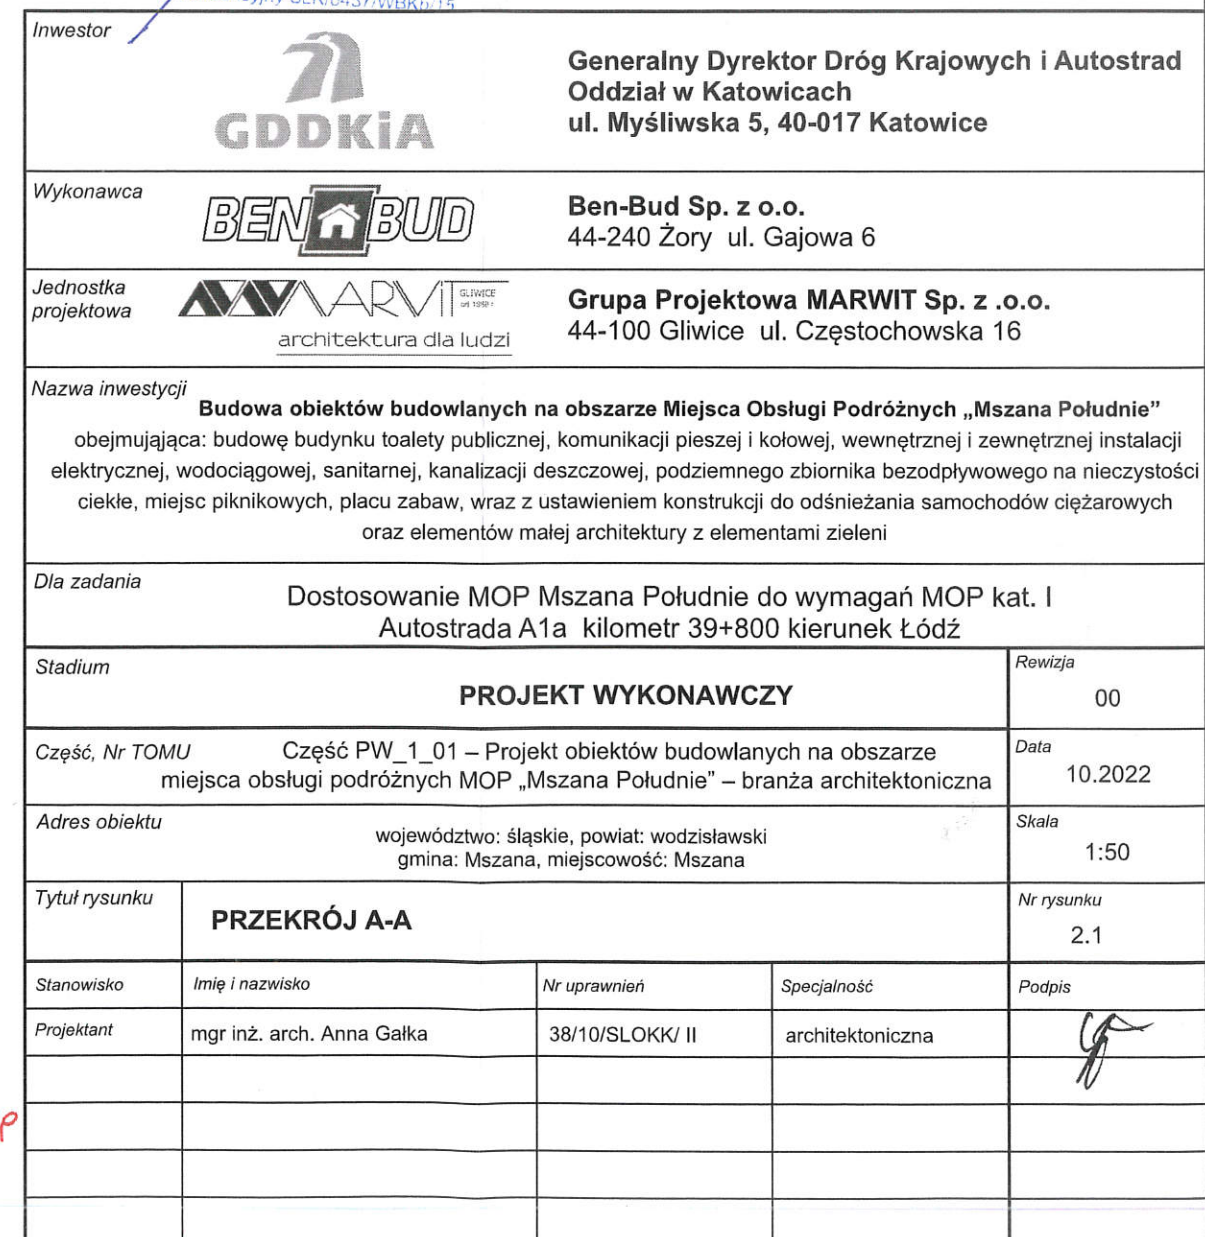 Inwestor
GDDKiA
Generalny Dyrektor Dróg Krajowych i Autostrad
Oddział w Katowicach
ul. Myśliwska 5, 40-017 Katowice
Wykonawca
BEN BUD
Ben-Bud Sp. z o.o.
44-240 Żory ul. Gajowa 6
Jednostka
projektowa
MARWiT
GLIWICE
architektura dla ludzi
Grupa Projektowa MARWIT Sp. z .o.o.
44-100 Gliwice ul. Częstochowska 16
Nazwa inwestycji
Budowa obiektów budowlanych na obszarze Miejsca Obsługi Podróżnych „Mszana Południe”
obejmująjąca: budowę budynku toalety publicznej, komunikacji pieszej i kołowej, wewnętrznej i zewnętrznej instalacji
elektrycznej, wodociągowej, sanitarnej, kanalizacji deszczowej, podziemnego zbiornika bezodpływowego na nieczystości
ciekłe, miejsc piknikowych, placu zabaw, wraz z ustawieniem konstrukcji do odśnieżania samochodów ciężarowych
oraz elementów małej architektury z elementami zieleni
Dla zadania
Dostosowanie MOP Mszana Południe do wymagań MOP kat. I
Autostrada A1a kilometr 39+800 kierunek Łódź
Stadium
PROJEKT WYKONAWCZY
Rewizja
00
Część, Nr TOMU
Część PW_1_01 – Projekt obiektów budowlanych na obszarze
miejsca obsługi podróżnych MOP „Mszana Południe” – branża architektoniczna
Data
10.2022
Adres obiektu
województwo: śląskie, powiat: wodzisławski
gmina: Mszana, miejscowość: Mszana
Skala
1:50
Tytuł rysunku
PRZEKRÓJ A-A
Nr rysunku
2.1
Stanowisko Imię i nazwisko Nr uprawnień Specjalność Podpis
Projektant mgr inż. arch. Anna Gałka 38/10/SLOKK/ II architektoniczna